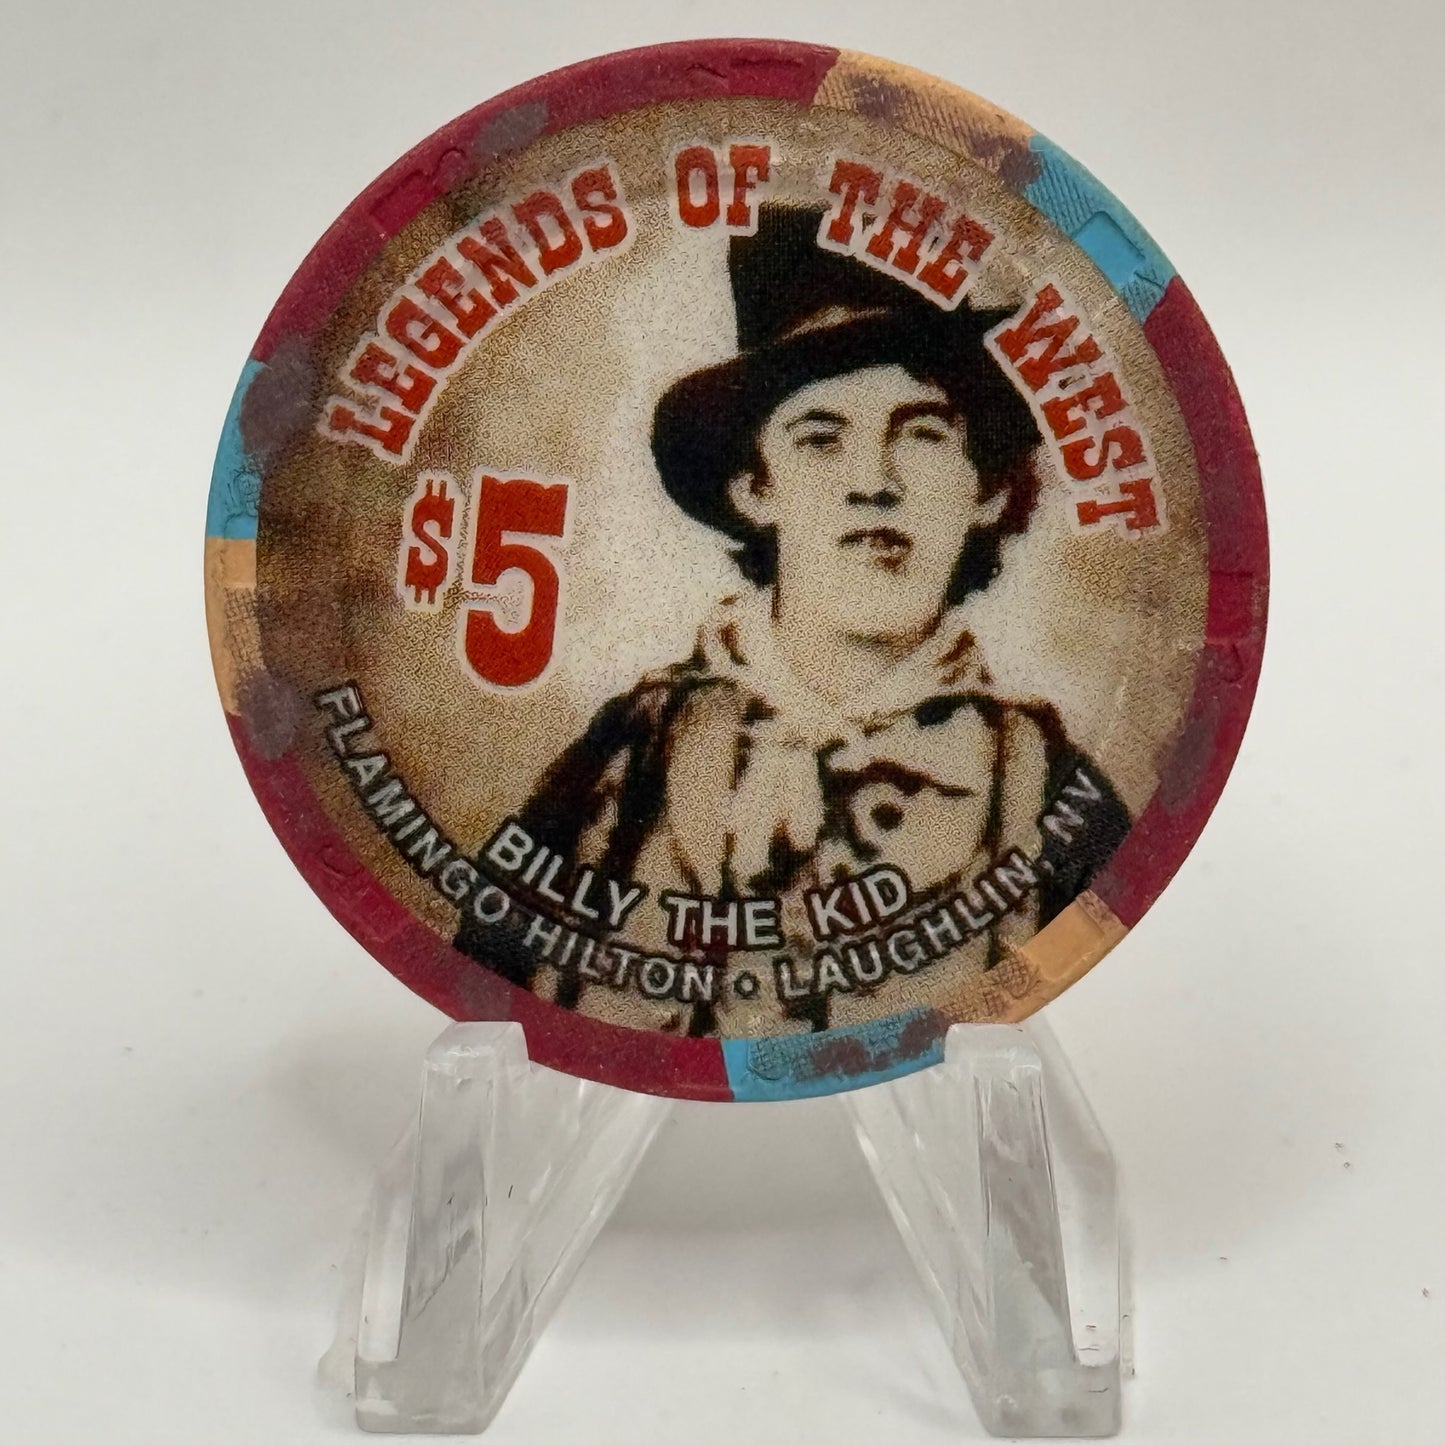 LEGENDS OF THE WEST
$5
BILLY THE KID
FLAMINGO HILTON • LAUGHLIN, NV